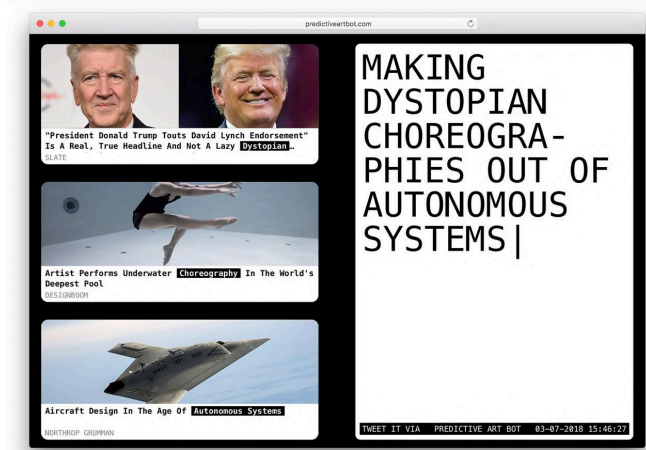 predictiveartbot.com
"President Donald Trump Touts David Lynch Endorsement"
Is A Real, True Headline And Not A Lazy Dystopian…
SLATE
Artist Performs Underwater Choreography In The World's
Deepest Pool
DESIGNBOOM
Aircraft Design In The Age Of Autonomous Systems
NORTHROP GRUMMAN
MAKING
DYSTOPIAN
CHOREOGRA-
PHIES OUT OF
AUTONOMOUS
SYSTEMS|
TWEET IT VIA PREDICTIVE ART BOT 03-07-2018 15:46:27